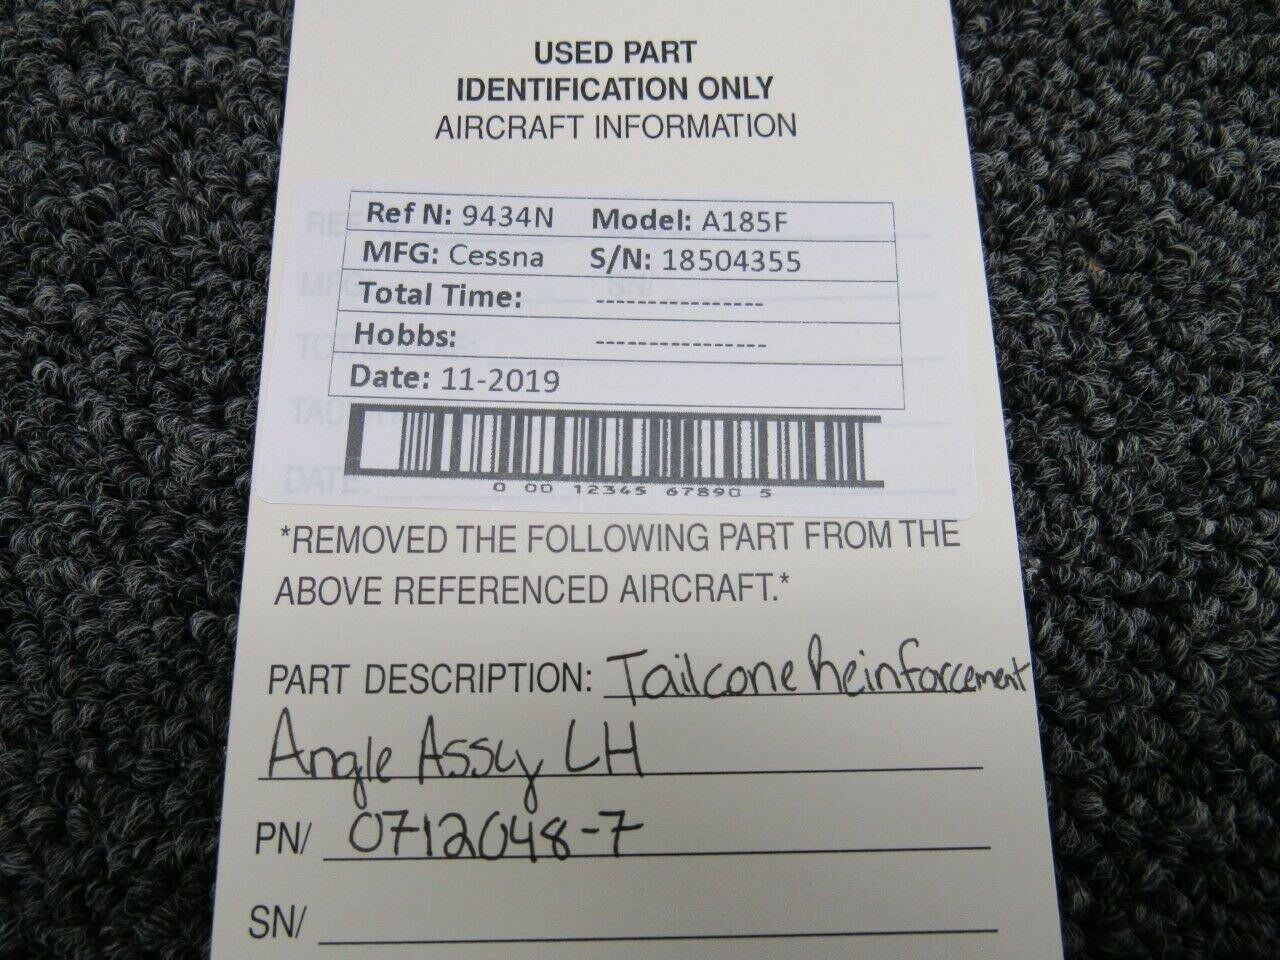 USED PART
IDENTIFICATION ONLY
AIRCRAFT INFORMATION
Ref N: 9434N Model: A185F
MFG: Cessna S/N: 18504355
Total Time: ----------------
Hobbs: ----------------
Date: 11-2019
DATE:
0 00 12345 67890 5
*REMOVED THE FOLLOWING PART FROM THE
ABOVE REFERENCED AIRCRAFT.*
PART DESCRIPTION: Tailcone Reinforcement
Angle Assy LH
PN/ 0712048-7
SN/